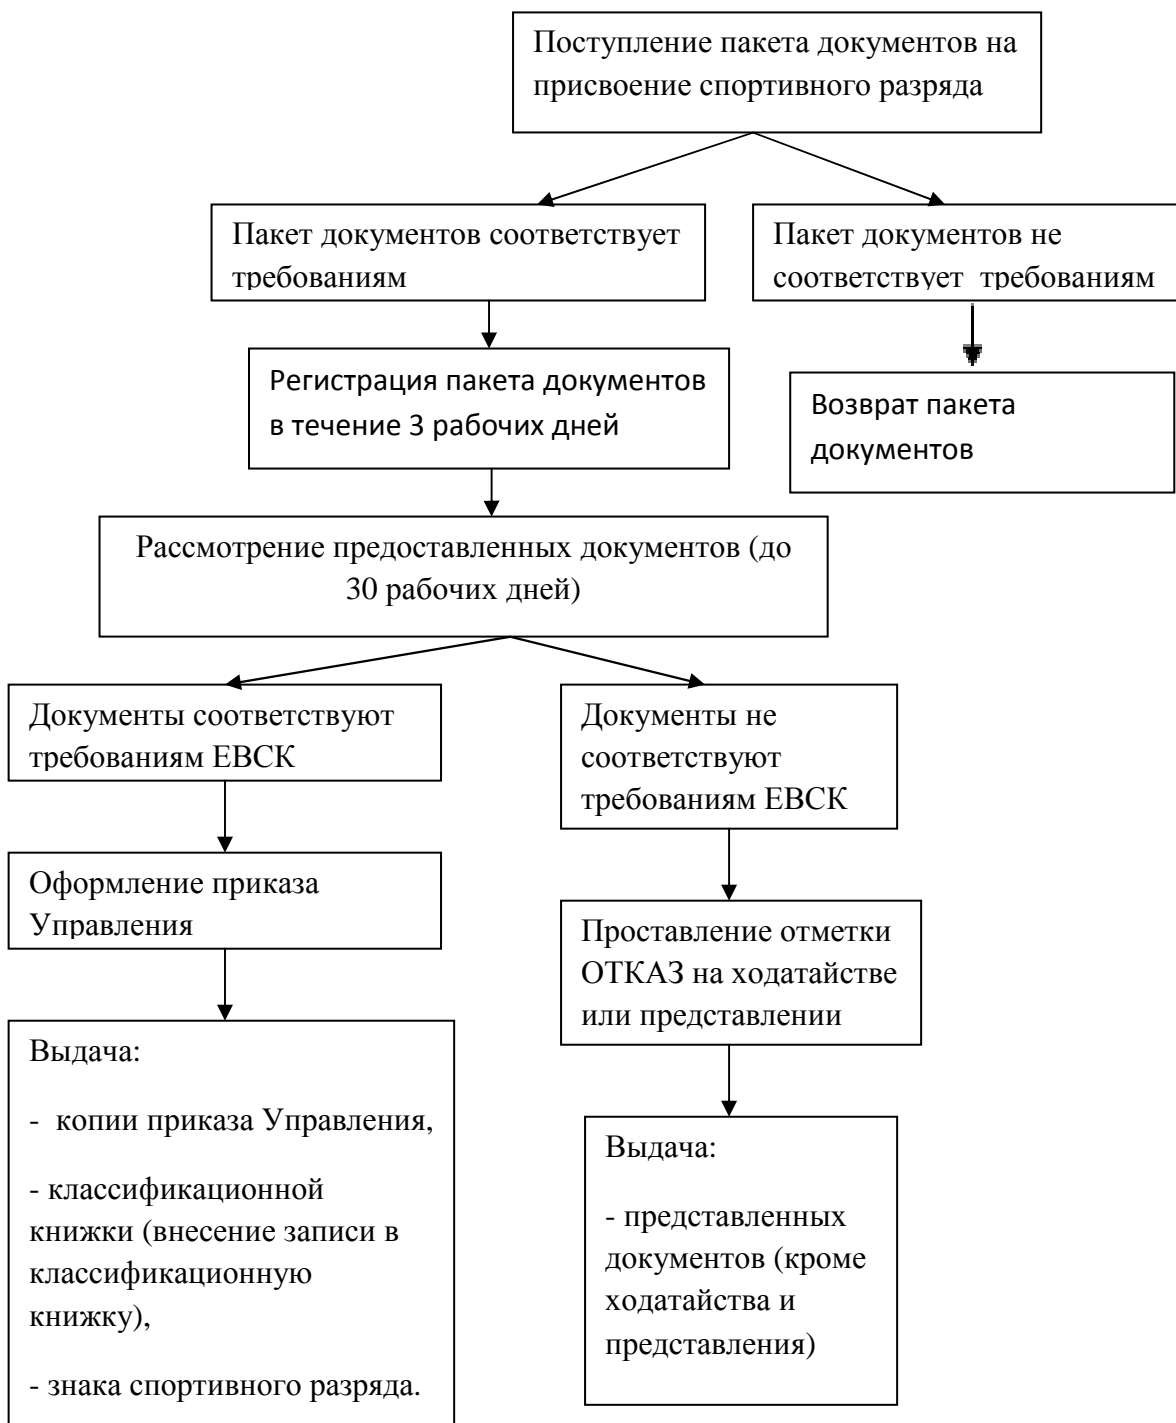 Поступление пакета документов на
присвоение спортивного разряда
Пакет документов соответствует
требованиям
Пакет документов не
соответствует требованиям
Регистрация пакета документов
в течение 3 рабочих дней
Возврат пакета
документов
Рассмотрение предоставленных документов (до
30 рабочих дней)
Документы соответствуют
требованиям ЕВСК
Документы не
соответствуют
требованиям ЕВСК
Оформление приказа
Управления
Проставление отметки
ОТКАЗ на ходатайстве
или представлении
Выдача:
- копии приказа Управления,
- классификационной
книжки (внесение записи в
классификационную
книжку),
- знака спортивного разряда.
Выдача:
- представленных
документов (кроме
ходатайства и
представления)